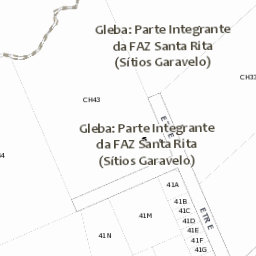 Gleba: Parte Integrante
da FAZ Santa Rita
(Sítios Garavelo)
CH33
CH43
Gleba: Parte Integrante
da FAZ Santa Rita
(Sítios Garavelo)
41A
41B
41C
41D
41E
41F
41G
41M
41N
E TR E